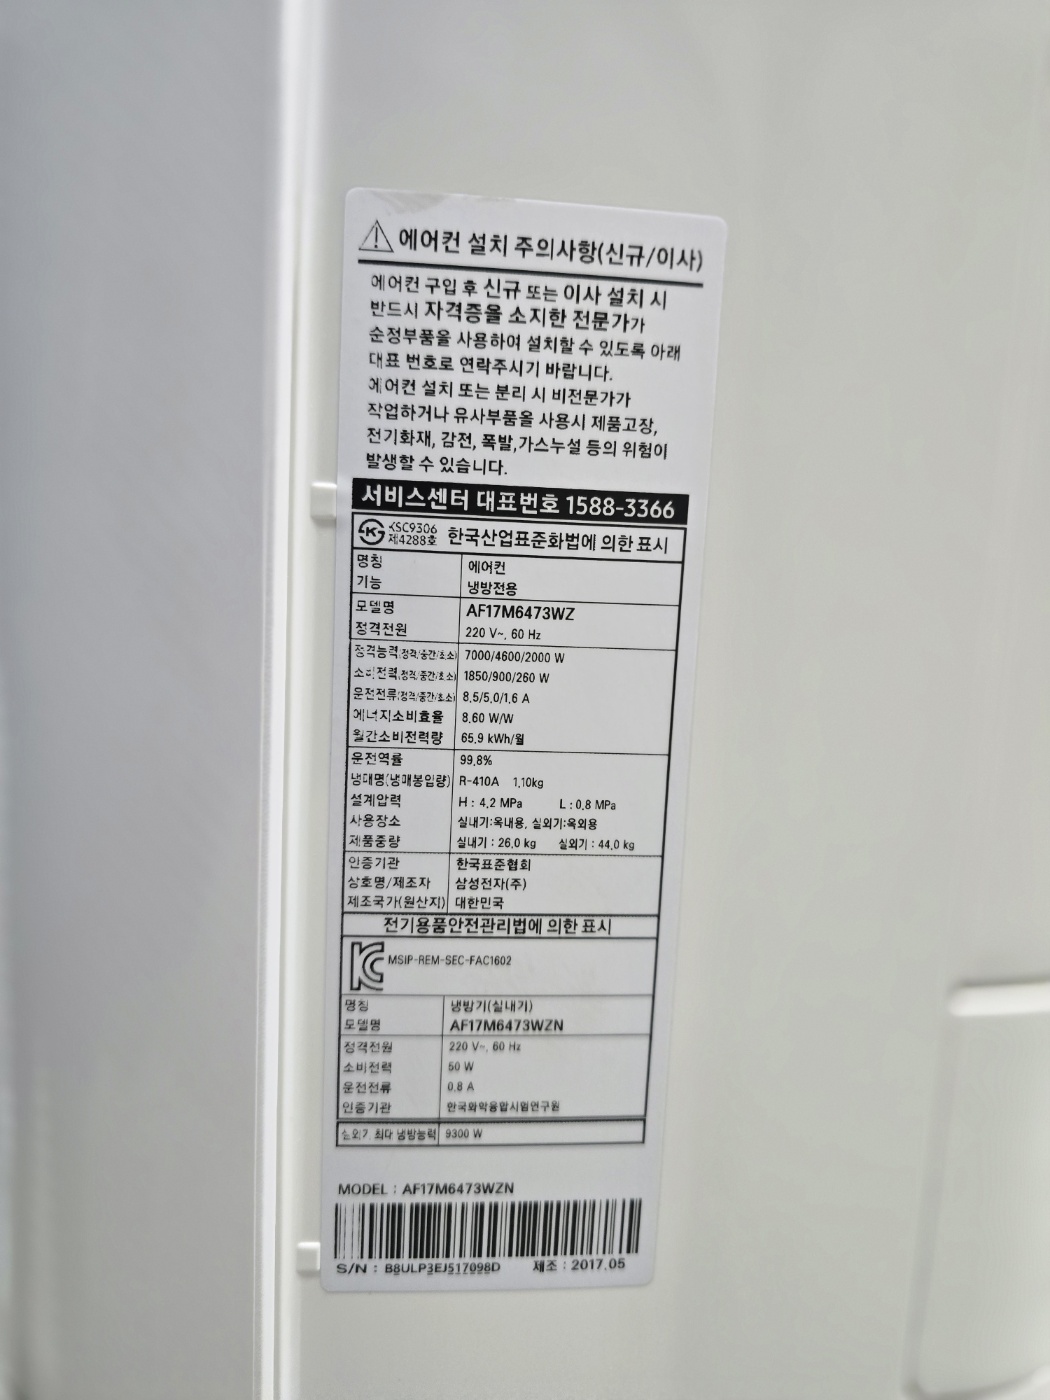 에어컨 설치 주의사항(신규/이사)
에어컨 구입 후 신규 또는 이사 설치 시
반드시 자격증을 소지한 전문가가
순정부품을 사용하여 설치할 수 있도록 아래
대표 번호로 연락주시기 바랍니다.
에어컨 설치 또는 분리 시 비전문가가
작업하거나 유사부품을 사용시 제품고장,
전기화재, 감전, 폭발,가스누설 등의 위험이
발생할 수 있습니다.
서비스센터 대표번호 1588-3366
KSC9306
제4288호 한국산업표준화법에 의한 표시
명칭 에어컨
기능 냉방전용
모델명 AF17M6473WZ
정격전원 220 V~, 60 Hz
정격능력(정격/중간/최소) 7000/4600/2000 W
소비전력(정격/중간/최소) 1850/900/260 W
운전전류(정격/중간/최소) 8.5/5.0/1.6 A
에너지소비효율 8.60 W/W
월간소비전력량 65.9 kWh/월
운전역률 99.8%
냉매명(냉매봉입량) R-410A 1.10kg
설계압력 H : 4.2 MPa L : 0.8 MPa
사용장소 실내기:옥내용, 실외기:옥외용
제품중량 실내기 : 26.0 kg 실외기 : 44.0 kg
인증기관 한국표준협회
상호명/제조자 삼성전자(주)
제조국가(원산지) 대한민국
전기용품안전관리법에 의한 표시
MSIP-REM-SEC-FAC1602
명칭 냉방기(실내기)
모델명 AF17M6473WZN
정격전원 220 V~, 60 Hz
소비전력 50 W
운전전류 0.8 A
인증기관 한국화학융합시험연구원
실외기 최대 냉방능력 9300 W
MODEL : AF17M6473WZN
S/N : B8ULP3EJ517098D 제조 : 2017.05